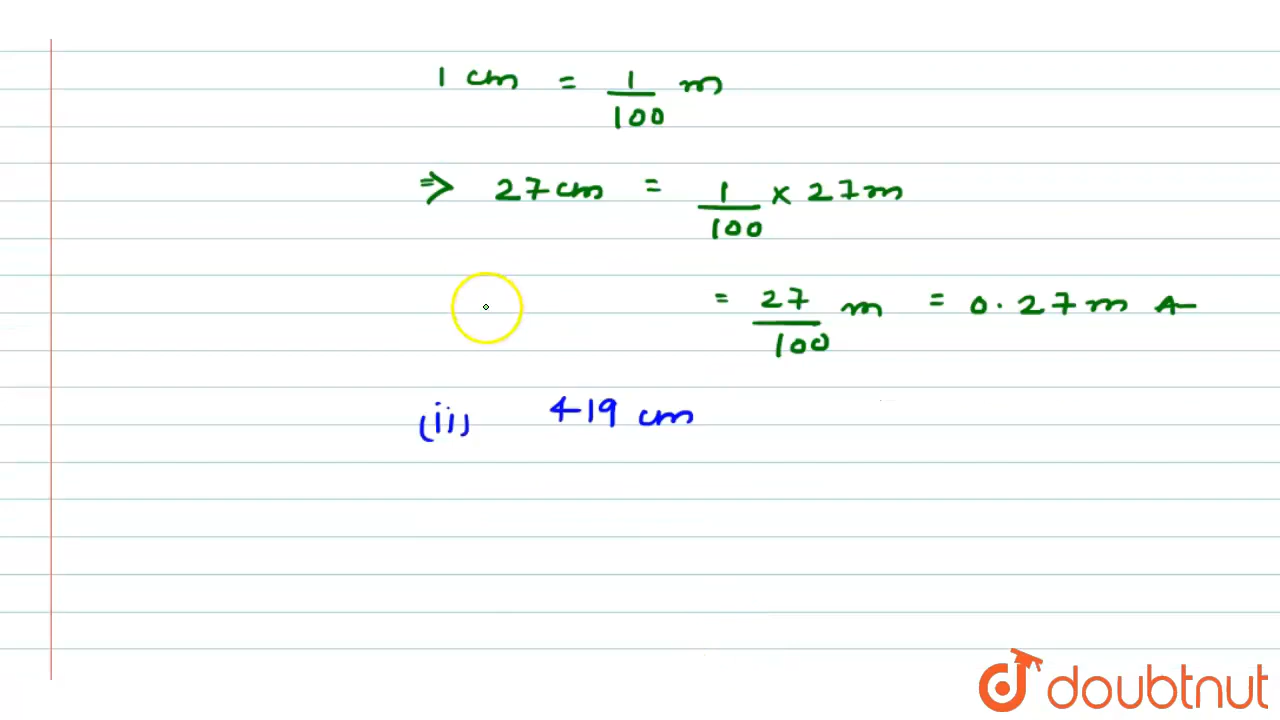 1 cm = 1/100 m
⇒ 27 cm = 1/100 × 27 m
= 27/100 m = 0.27 m A
(ii) 419 cm
doubtnut